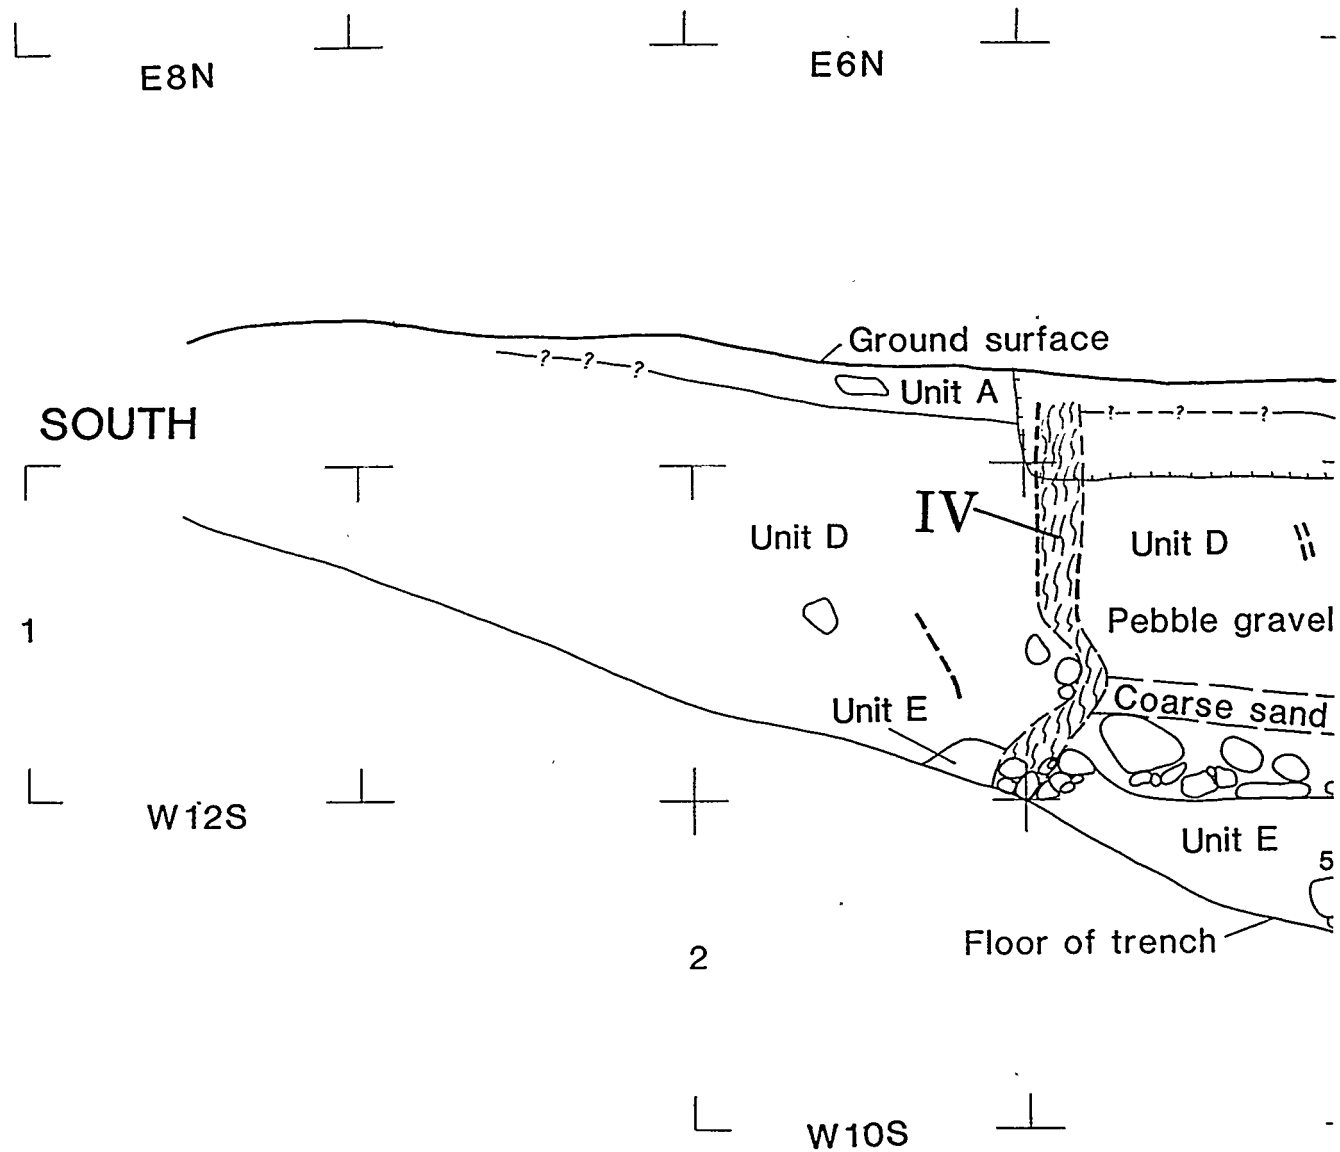 E8N
E6N
Ground surface
? ? ?
Unit A
? ? ?
SOUTH
IV
Unit D
Unit D
1
Pebble gravel
Unit E
Coarse sand
W12S
Unit E
5
Floor of trench
2
W10S